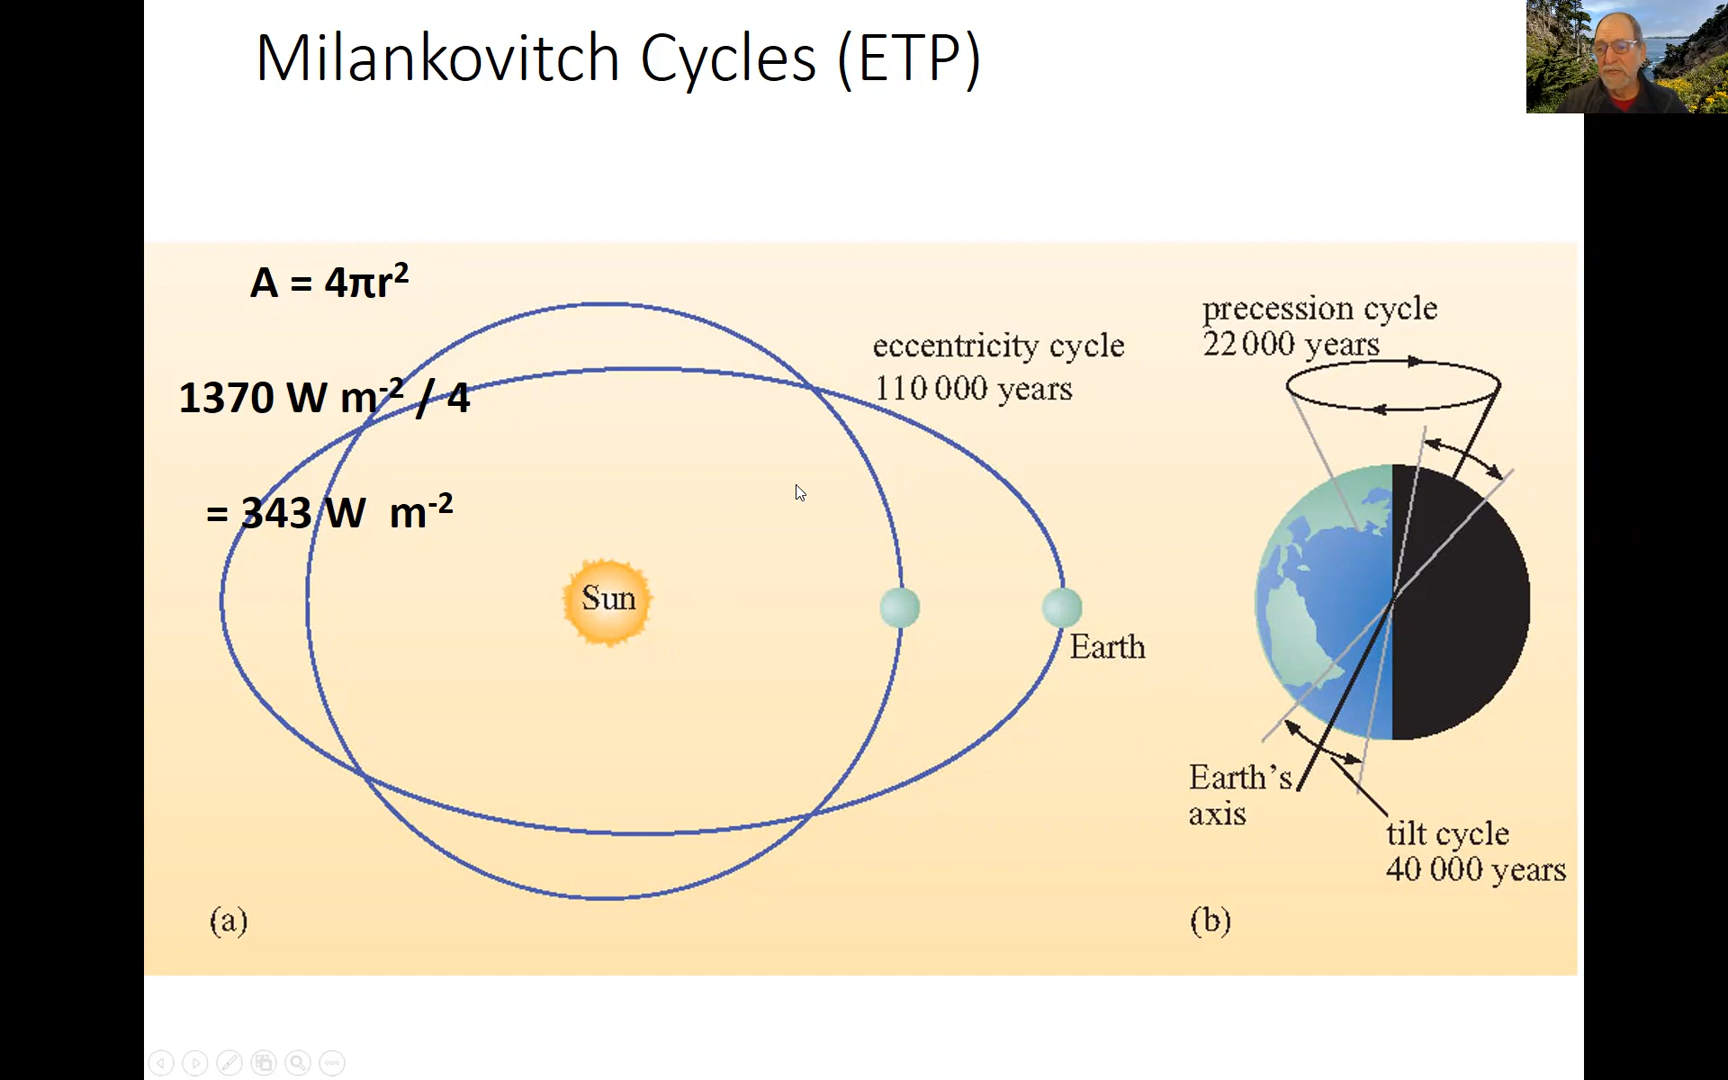 Milankovitch Cycles (ETP)
A = 4πr²
1370 W m⁻² / 4
= 343 W m⁻²
eccentricity cycle
110 000 years
Sun
Earth
(a)
precession cycle
22 000 years
Earth’s
axis
tilt cycle
40 000 years
(b)